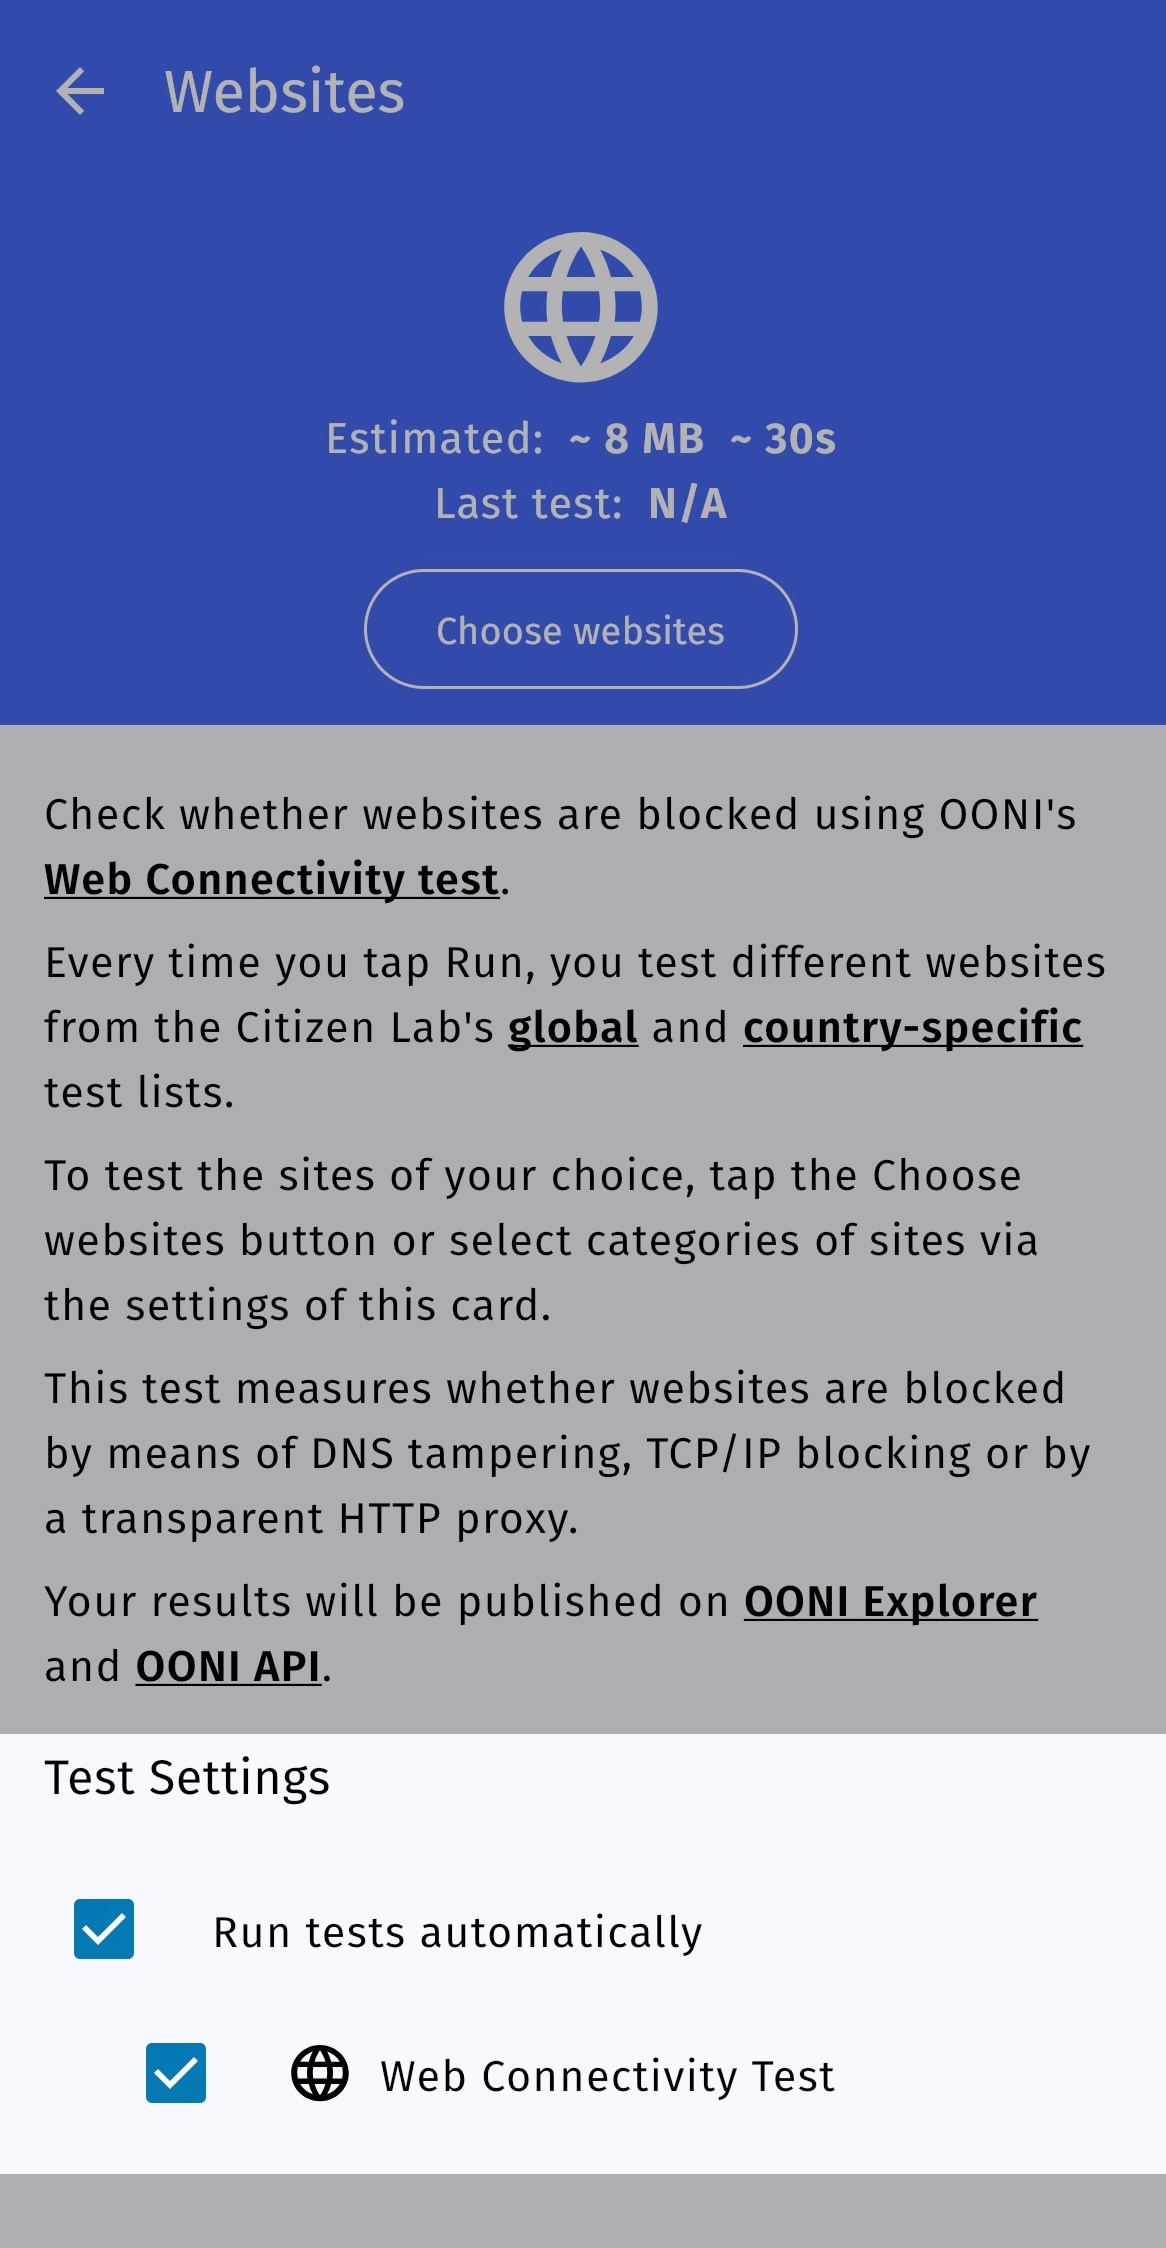 Websites
Estimated: ~ 8 MB ~ 30s
Last test: N/A
Choose websites
Check whether websites are blocked using OONI's
Web Connectivity test.
Every time you tap Run, you test different websites
from the Citizen Lab's global and country-specific
test lists.
To test the sites of your choice, tap the Choose
websites button or select categories of sites via
the settings of this card.
This test measures whether websites are blocked
by means of DNS tampering, TCP/IP blocking or by
a transparent HTTP proxy.
Your results will be published on OONI Explorer
and OONI API.
Test Settings
Run tests automatically
Web Connectivity Test